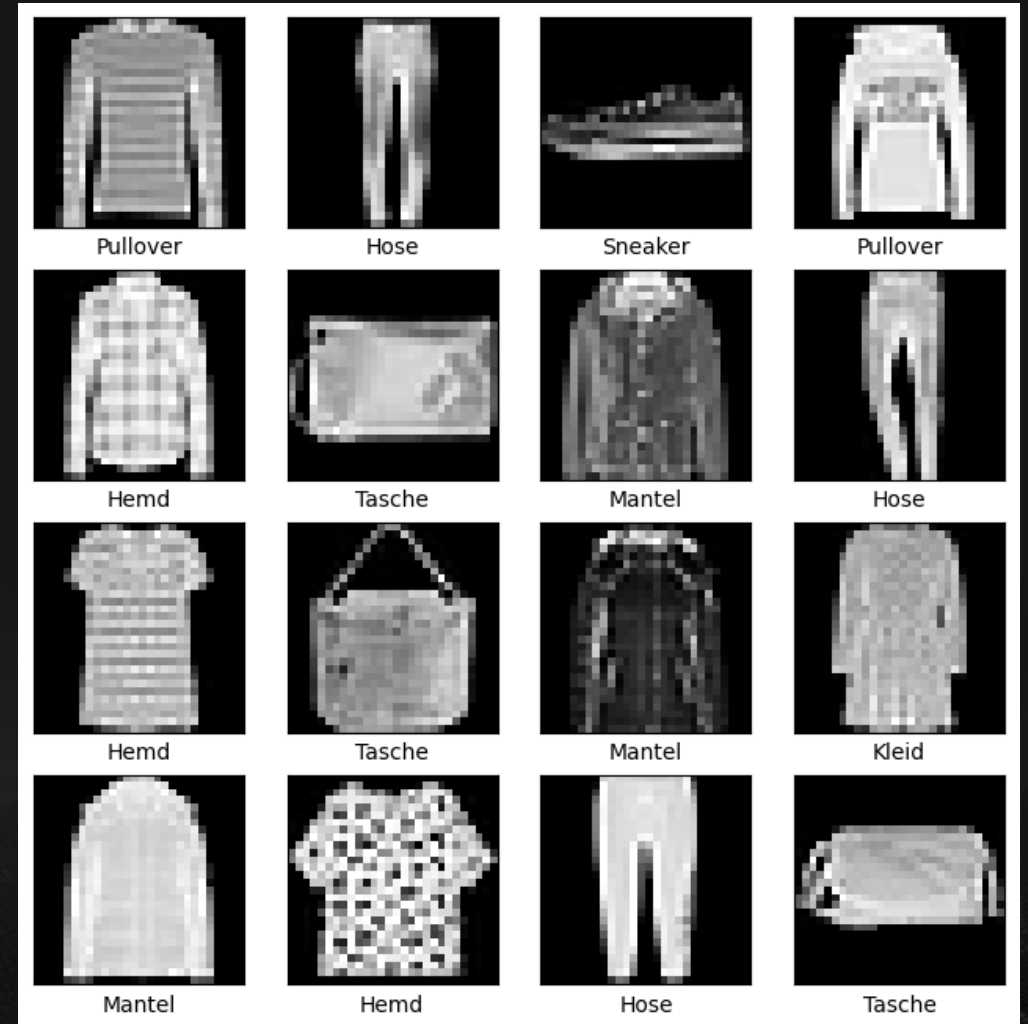 Pullover Hose Sneaker Pullover
Hemd Tasche Mantel Hose
Hemd Tasche Mantel Kleid
Mantel Hemd Hose Tasche